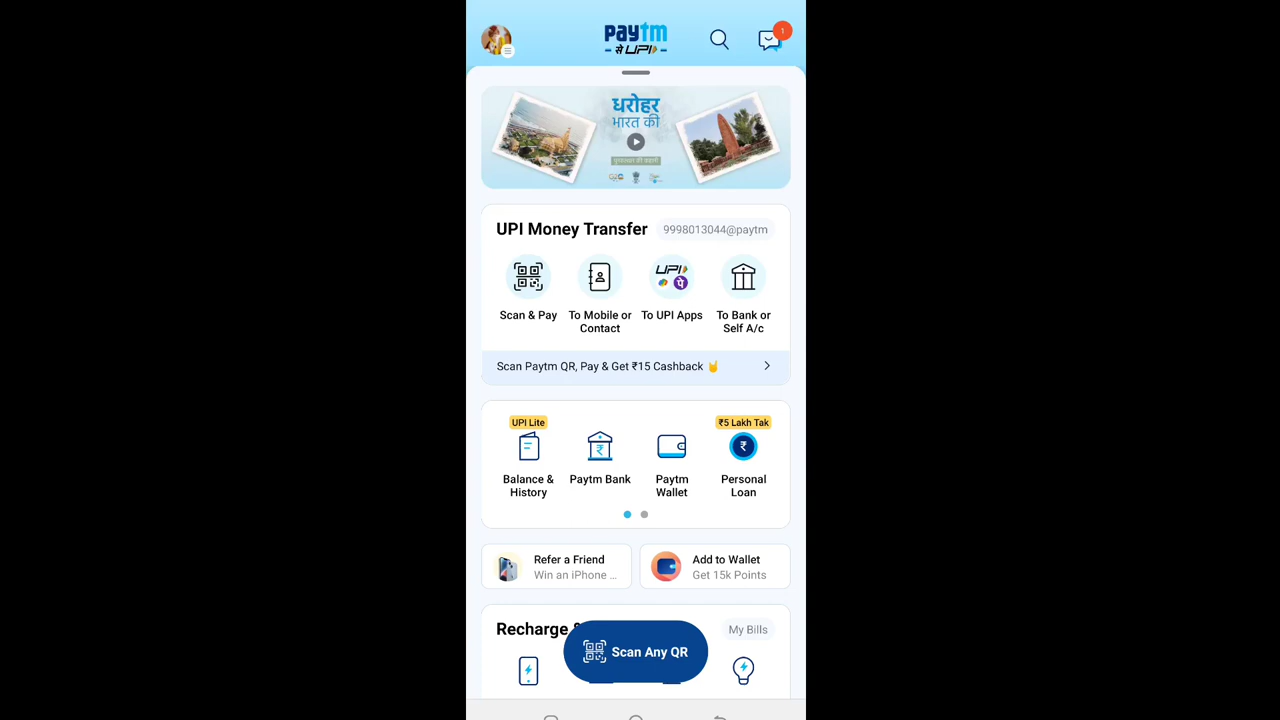 paytm
से UPI
1
धरोहर
भारत की
UPI Money Transfer
9998013044@paytm
UPI
पे
Scan & Pay
To Mobile or
Contact
To UPI Apps
To Bank or
Self A/c
Scan Paytm QR, Pay & Get ₹15 Cashback
UPI Lite
₹5 Lakh Tak
Balance &
History
Paytm Bank
Paytm
Wallet
Personal
Loan
Refer a Friend
Win an iPhone ...
Add to Wallet
Get 15k Points
Recharge
My Bills
Scan Any QR